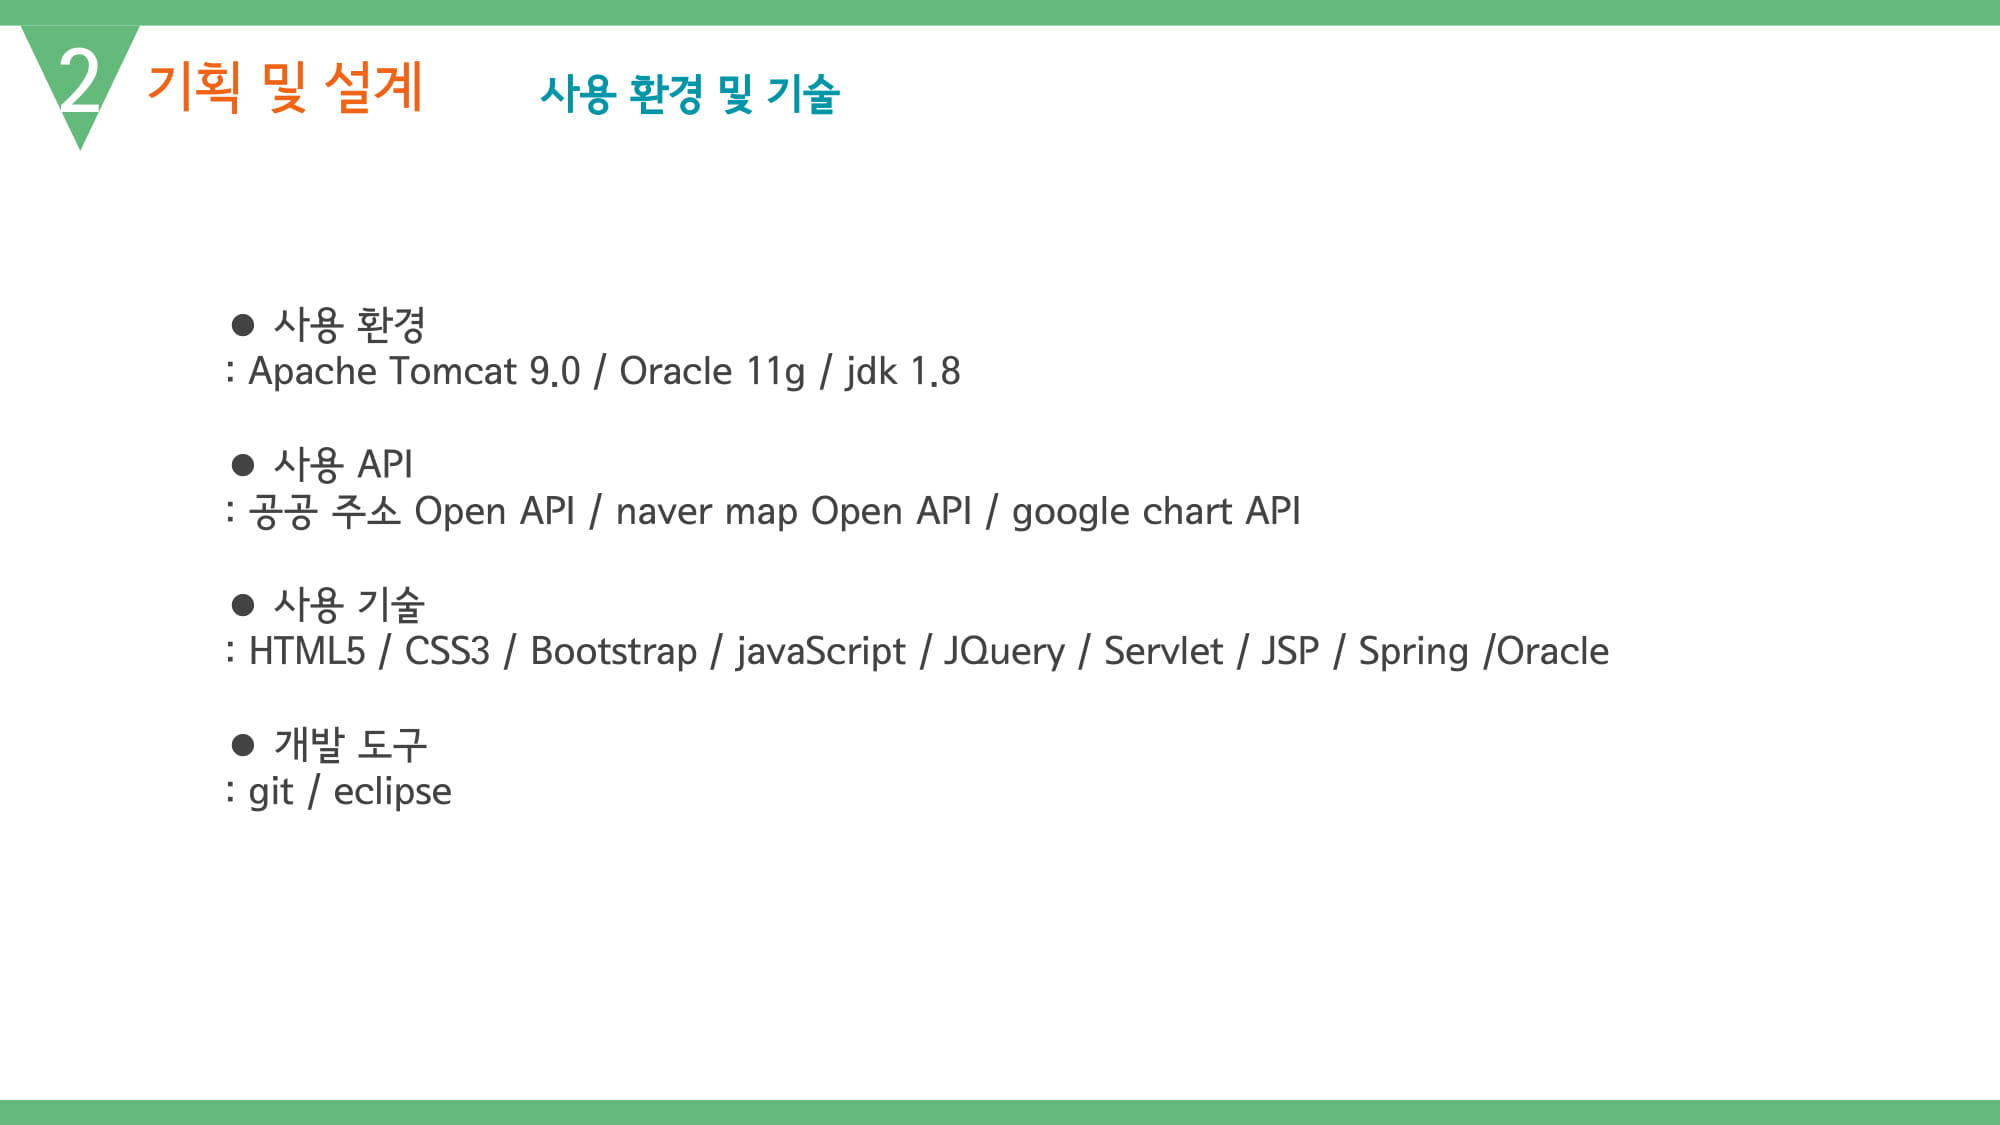 2
기획 및 설계
사용 환경 및 기술
● 사용 환경
: Apache Tomcat 9.0 / Oracle 11g / jdk 1.8
● 사용 API
: 공공 주소 Open API / naver map Open API / google chart API
● 사용 기술
: HTML5 / CSS3 / Bootstrap / javaScript / JQuery / Servlet / JSP / Spring /Oracle
● 개발 도구
: git / eclipse